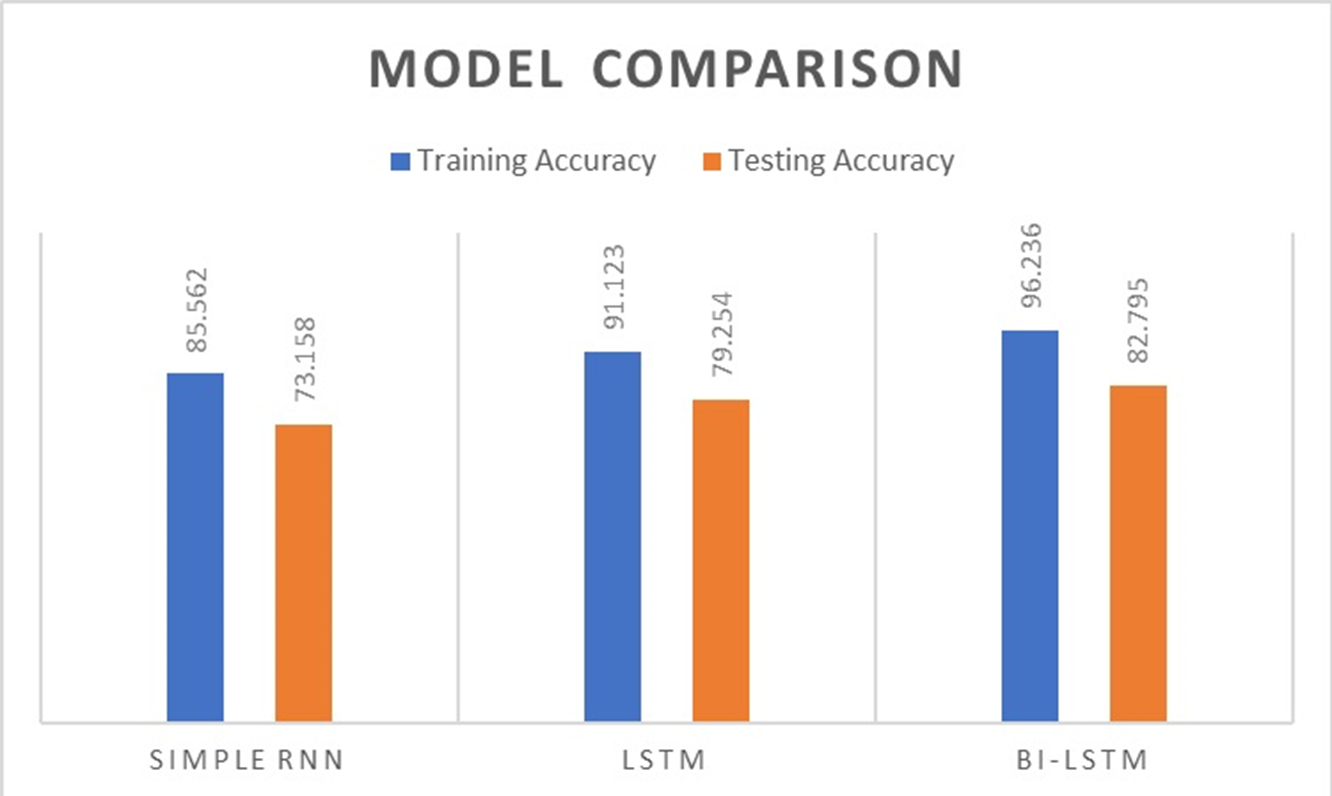 MODEL COMPARISON
Training Accuracy Testing Accuracy
85.562
73.158
91.123
79.254
96.236
82.795
SIMPLE RNN LSTM BI-LSTM